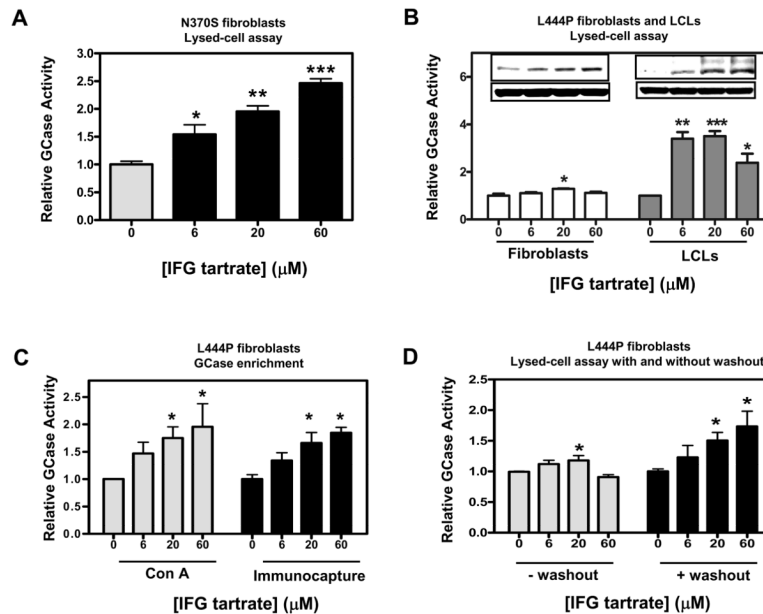 A
N370S fibroblasts
Lysed-cell assay
Relative GCase Activity
3.0
2.5
2.0
1.5
1.0
0.5
0.0
*
**
***
0 6 20 60
[IFG tartrate] (µM)
B
L444P fibroblasts and LCLs
Lysed-cell assay
Relative GCase Activity
6
4
2
0
*
**
***
*
0 6 20 60 0 6 20 60
Fibroblasts LCLs
[IFG tartrate] (µM)
C
L444P fibroblasts
GCase enrichment
Relative GCase Activity
2.5
2.0
1.5
1.0
0.5
0.0
* * * *
0 6 20 60 0 6 20 60
Con A Immunocapture
[IFG tartrate] (µM)
D
L444P fibroblasts
Lysed-cell assay with and without washout
Relative GCase Activity
2.5
2.0
1.5
1.0
0.5
0.0
* * *
0 6 20 60 0 6 20 60
- washout + washout
[IFG tartrate] (µM)